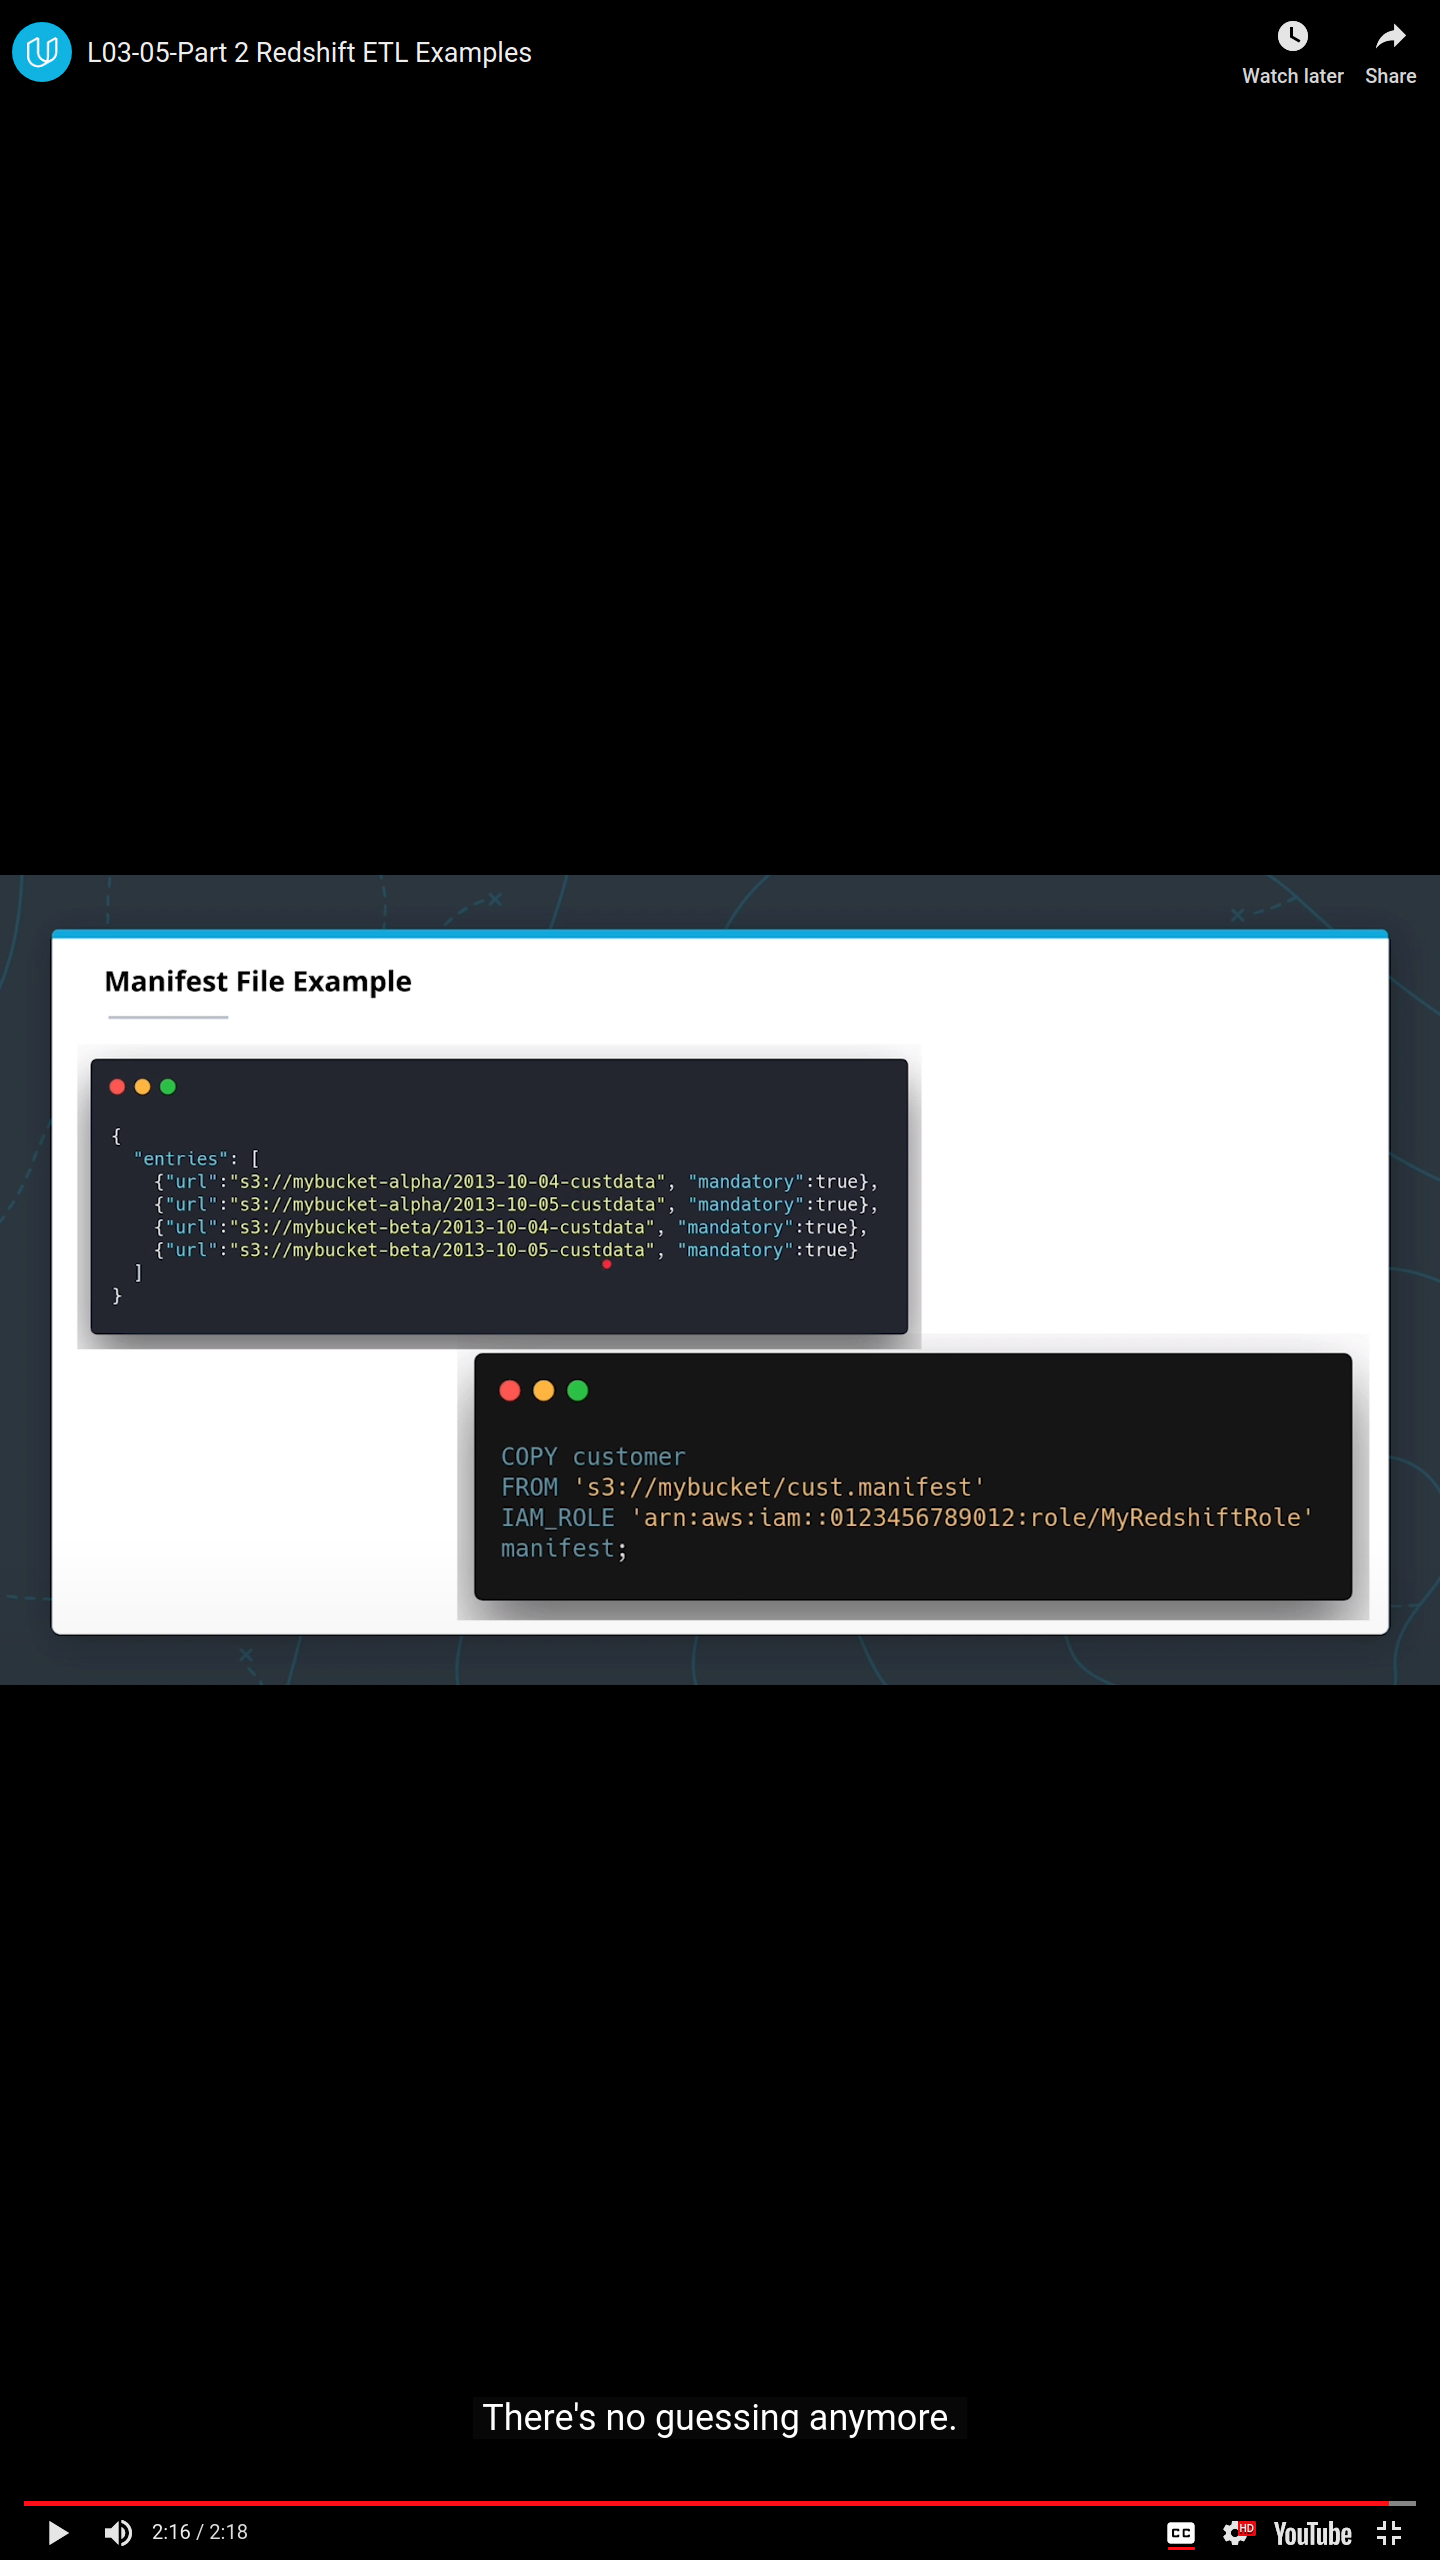 L03-05-Part 2 Redshift ETL Examples
Watch later
Share
Manifest File Example
{
"entries": [
{"url":"s3://mybucket-alpha/2013-10-04-custdata", "mandatory":true},
{"url":"s3://mybucket-alpha/2013-10-05-custdata", "mandatory":true},
{"url":"s3://mybucket-beta/2013-10-04-custdata", "mandatory":true},
{"url":"s3://mybucket-beta/2013-10-05-custdata", "mandatory":true}
]
}
COPY customer
FROM 's3://mybucket/cust.manifest'
IAM_ROLE 'arn:aws:iam::0123456789012:role/MyRedshiftRole'
manifest;
There's no guessing anymore.
2:16 / 2:18
CC
HD
YouTube